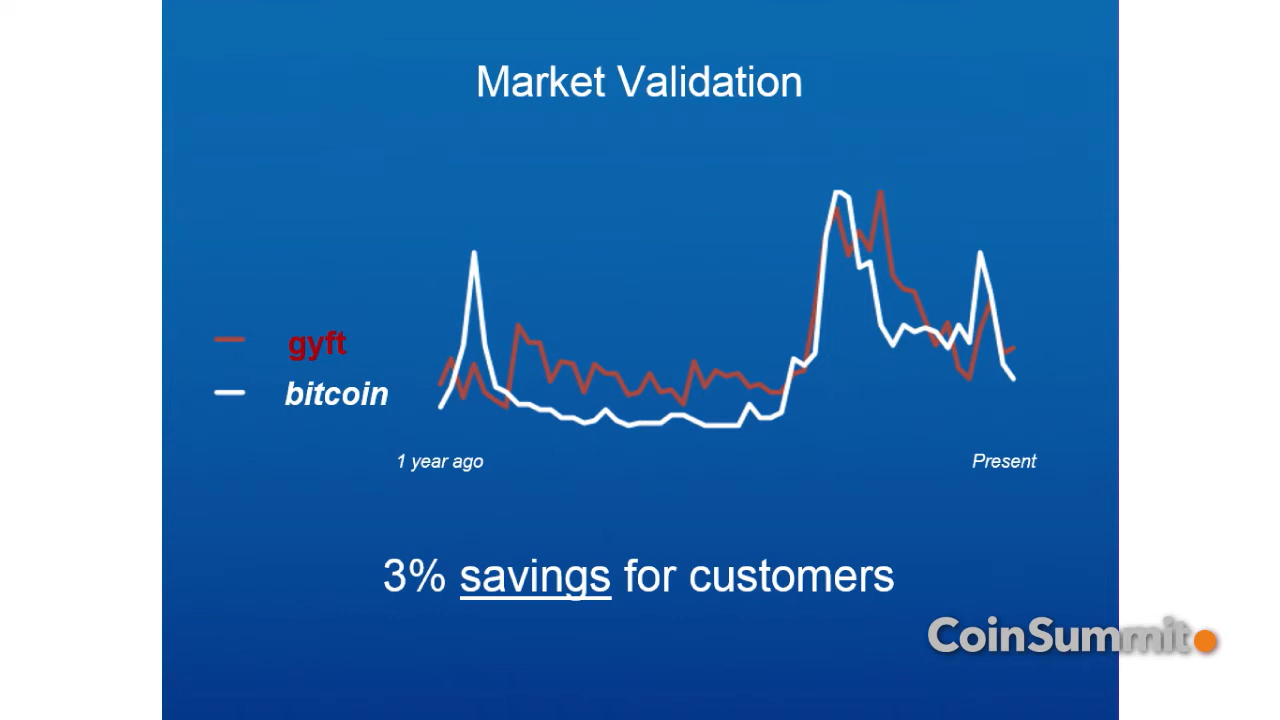 Market Validation
gyft
bitcoin
1 year ago
Present
3% savings for customers
CoinSummit